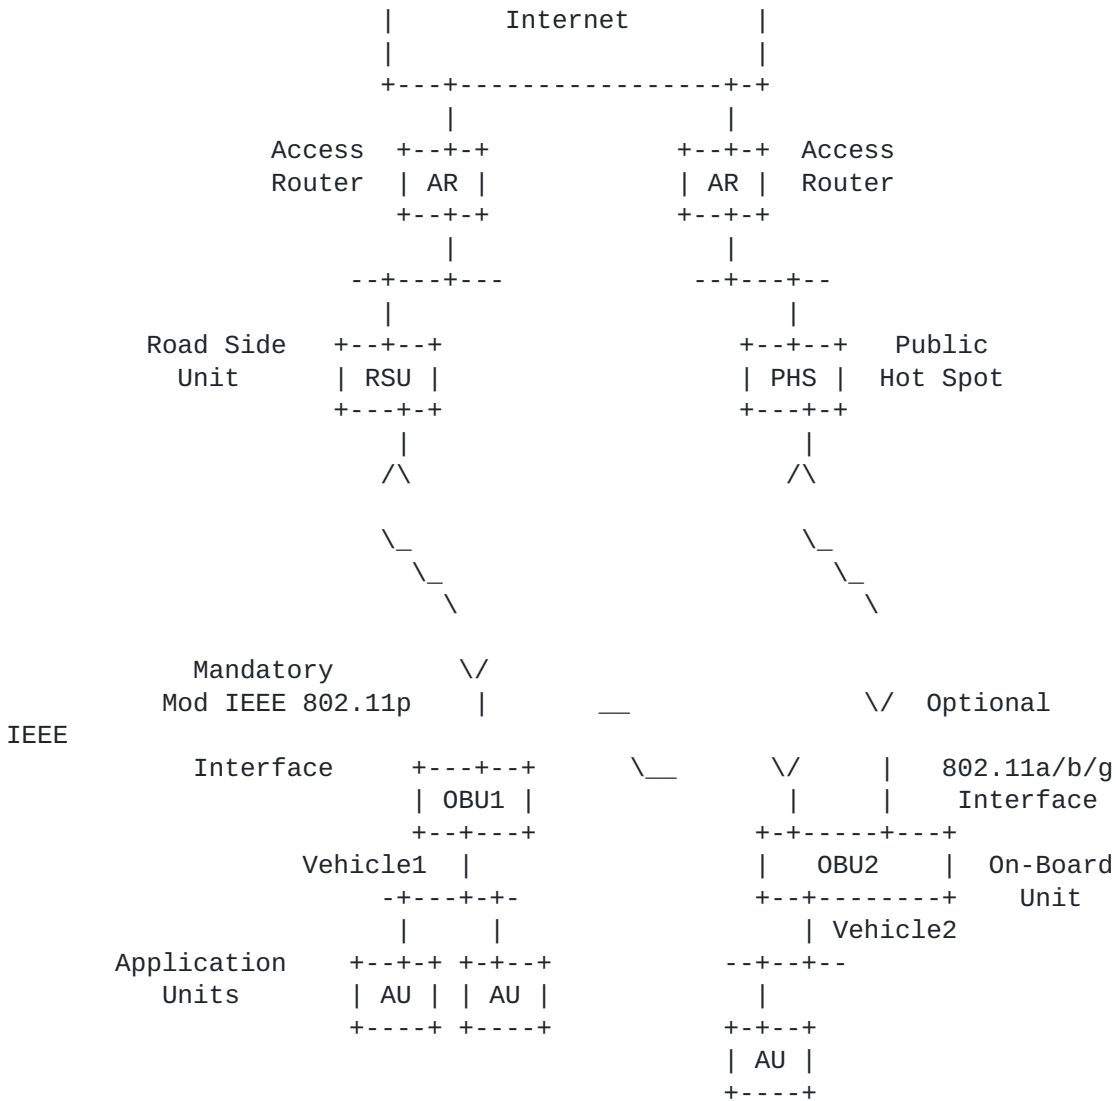 |       Internet        |
|                       |
+---+-----------------+-+
|                 |
Access  +--+-+            +--+-+  Access
Router  | AR |            | AR |  Router
+--+-+            +--+-+
|                 |
--+---+---            --+---+--
|                         |
Road Side   +--+--+                   +--+--+   Public
Unit      | RSU |                   | PHS |  Hot Spot
+---+-+                   +---+-+
|                         |
/\                        /\
\_                         \_
\_                         \_
\                          \
Mandatory        \/
Mod IEEE 802.11p    |       __               \/  Optional
IEEE
Interface     +---+--+      \__      \/     |   802.11a/b/g
| OBU1 |                |     |    Interface
+--+---+              +-+-----+---+
Vehicle1  |                  |   OBU2    |  On-Board
-+---+-+-               +--+--------+    Unit
|     |                   | Vehicle2
Application    +--+-+ +-+--+           --+--+--
Units       | AU | | AU |             |
+----+ +----+           +-+--+
| AU |
+----+